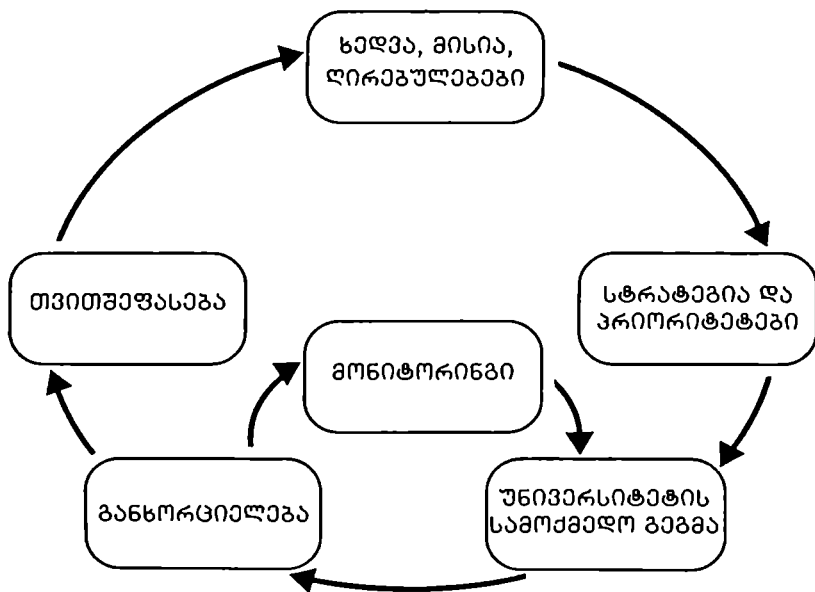 ხედვა, მისია,
ღირებულებები
თვითშეფასება
სტრატეგია და
პრიორიტეტები
მონიტორინგი
განხორციელება
უნივერსიტეტის
სამოქმედო გეგმა